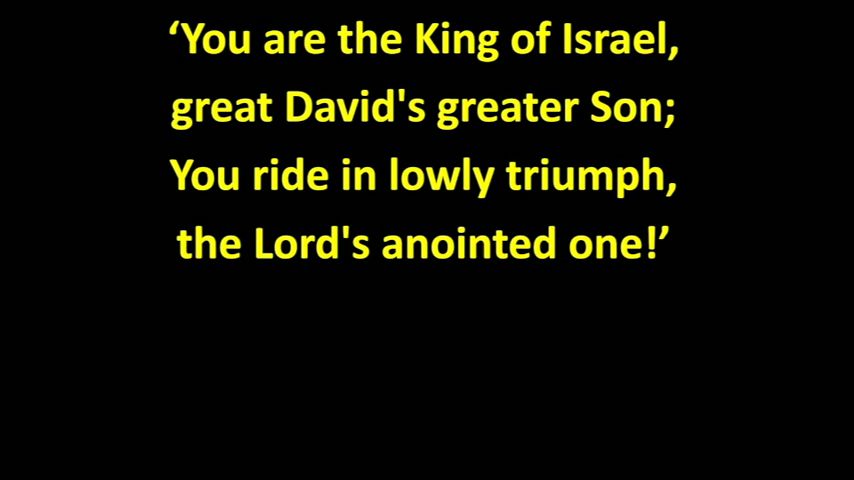 ‘You are the King of Israel,
great David's greater Son;
You ride in lowly triumph,
the Lord's anointed one!’